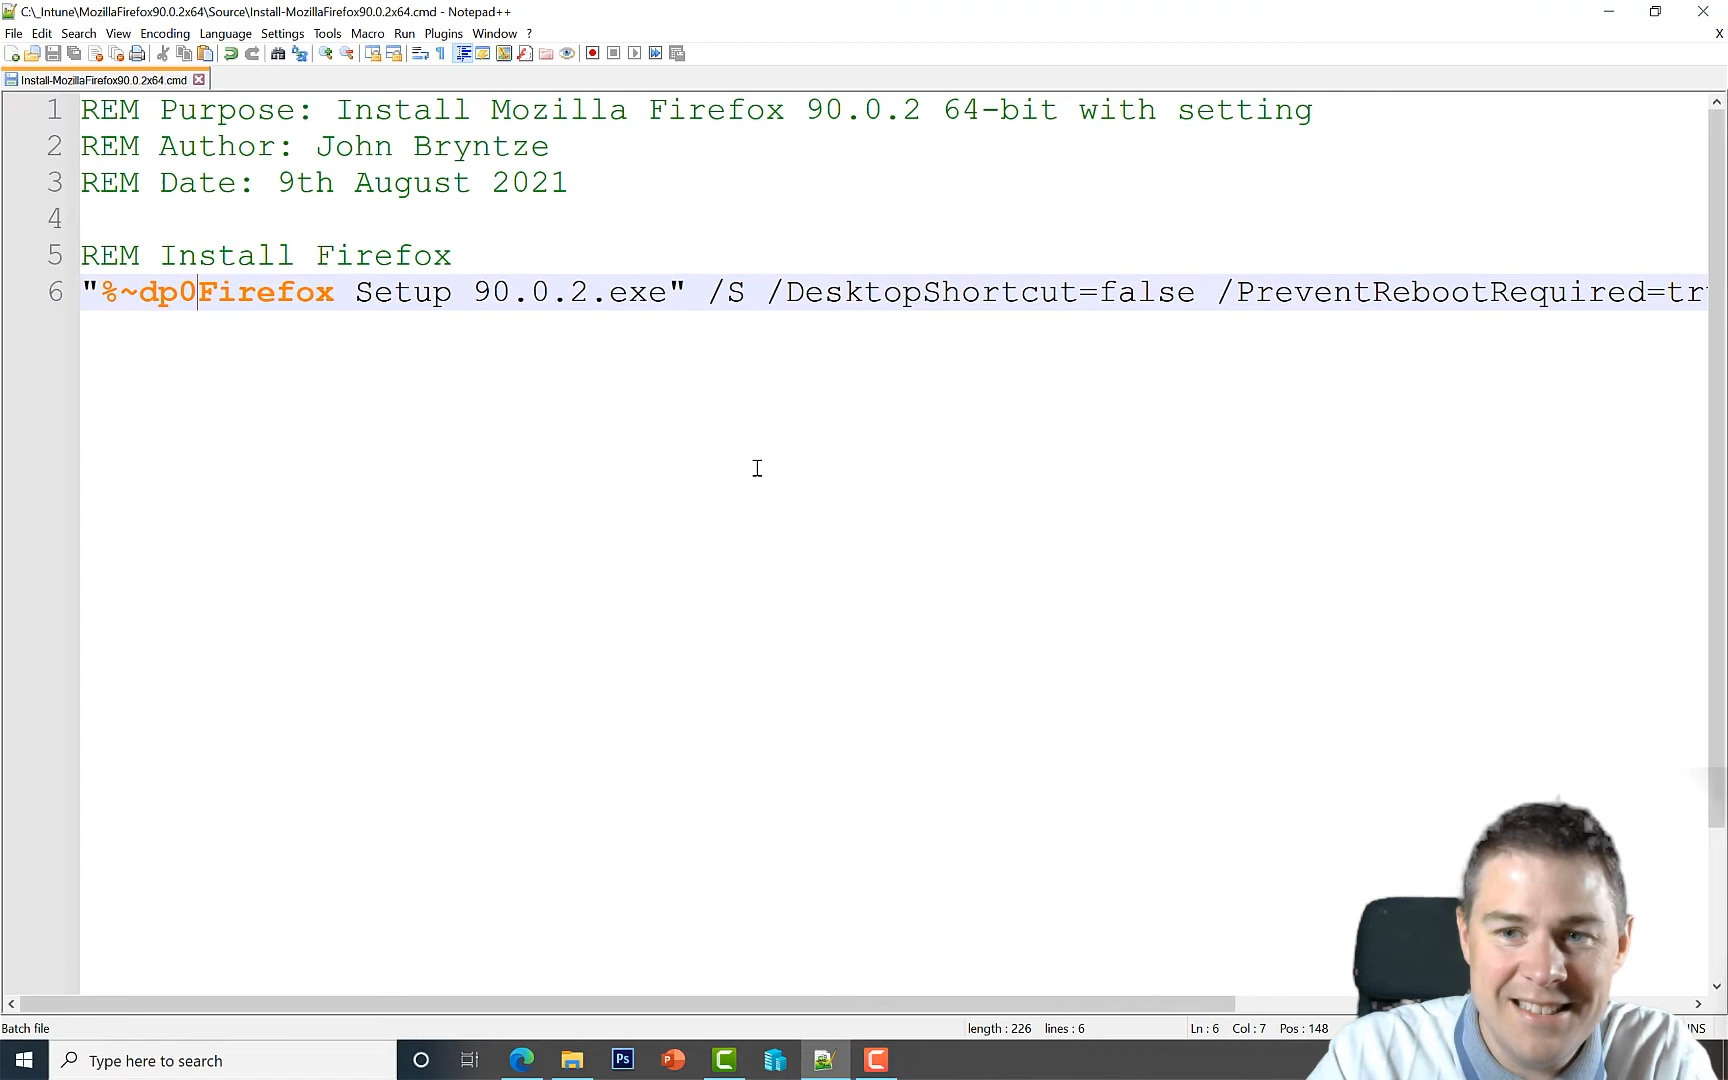 C:\_Intune\MozillaFirefox90.0.2x64\Source\Install-MozillaFirefox90.0.2x64.cmd - Notepad++
File Edit Search View Encoding Language Settings Tools Macro Run Plugins Window ? X
Install-MozillaFirefox90.0.2x64.cmd
1 REM Purpose: Install Mozilla Firefox 90.0.2 64-bit with setting
2 REM Author: John Bryntze
3 REM Date: 9th August 2021
4
5 REM Install Firefox
6 "%~dp0Firefox Setup 90.0.2.exe" /S /DesktopShortcut=false /PreventRebootRequired=tr
Batch file length : 226 lines : 6 Ln : 6 Col : 7 Pos : 148 INS
Type here to search Ps